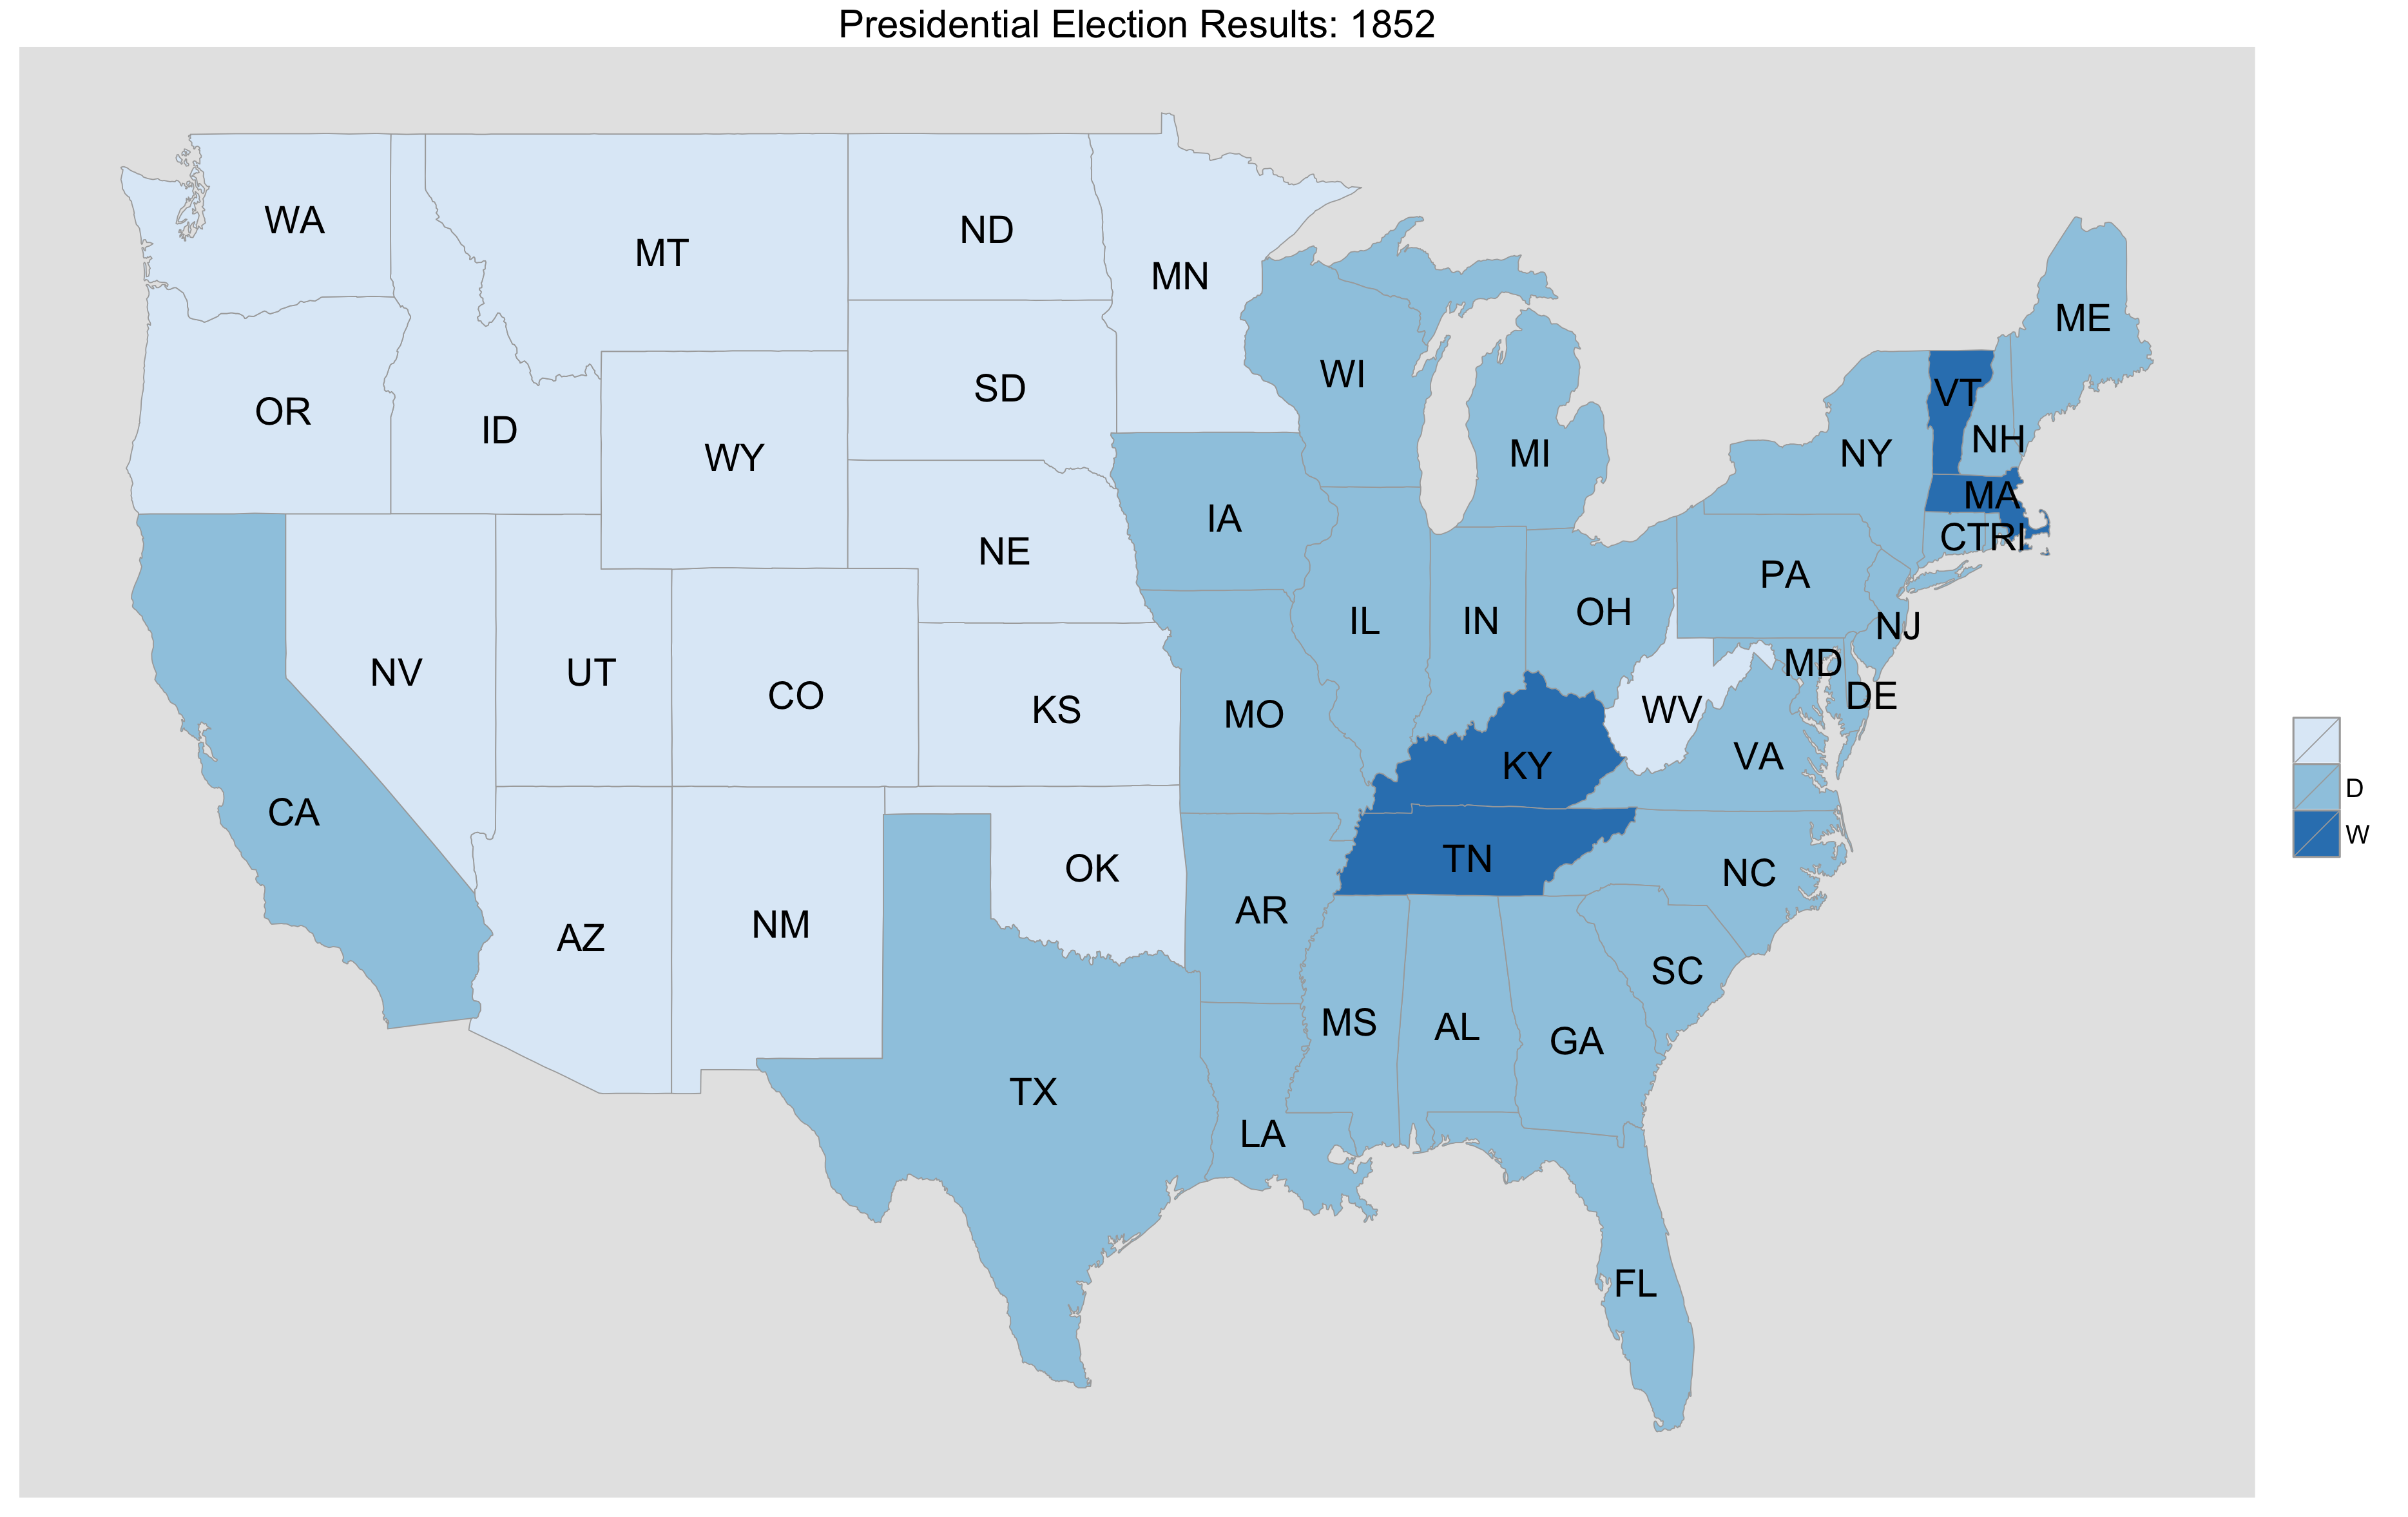 Presidential Election Results: 1852
WA
MT
ND
MN
ME
OR
ID
WY
SD
WI
MI
NY
VT
NH
MA
CT RI
IA
NE
PA
NJ
IL
IN
OH
MD
DE
NV
UT
CO
KS
MO
WV
VA
KY
CA
OK
TN
NC
AZ
NM
AR
SC
MS
AL
GA
TX
LA
FL
D
W